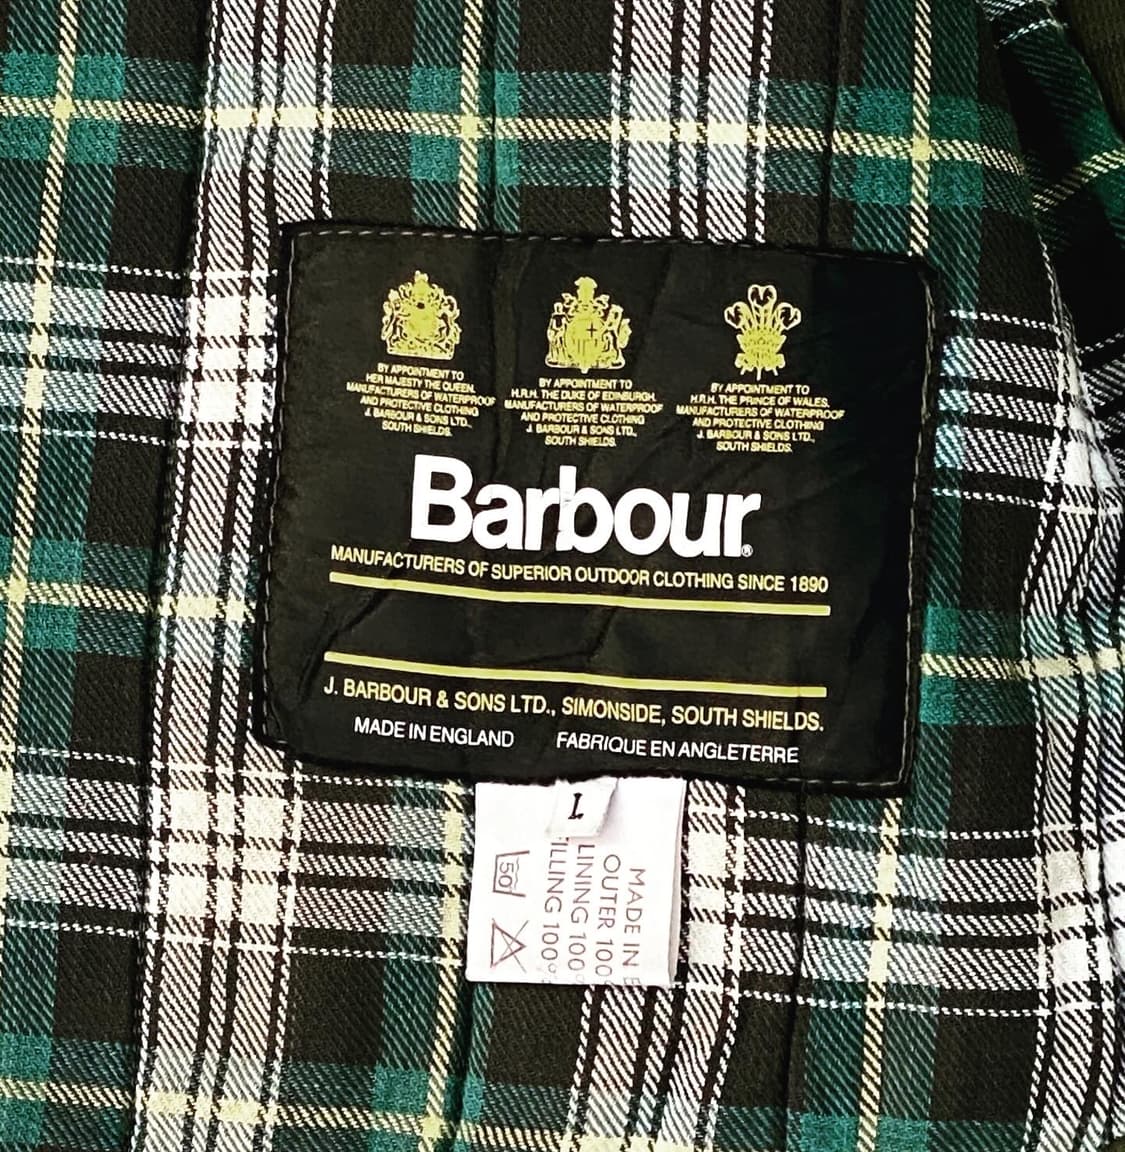 BY APPOINTMENT TO
HER MAJESTY THE QUEEN.
MANUFACTURERS OF WATERPROOF
AND PROTECTIVE CLOTHING
J. BARBOUR & SONS LTD.,
SOUTH SHIELDS.
BY APPOINTMENT TO
H.R.H. THE DUKE OF EDINBURGH.
MANUFACTURERS OF WATERPROOF
AND PROTECTIVE CLOTHING
J. BARBOUR & SONS LTD.,
SOUTH SHIELDS.
BY APPOINTMENT TO
H.R.H. THE PRINCE OF WALES.
MANUFACTURERS OF WATERPROOF
AND PROTECTIVE CLOTHING
J. BARBOUR & SONS LTD.,
SOUTH SHIELDS.
Barbour®
MANUFACTURERS OF SUPERIOR OUTDOOR CLOTHING SINCE 1890
J. BARBOUR & SONS LTD., SIMONSIDE, SOUTH SHIELDS.
MADE IN ENGLAND FABRIQUE EN ANGLETERRE
L
MADE IN E
OUTER 100
LINING 100
ILLING 100%
50